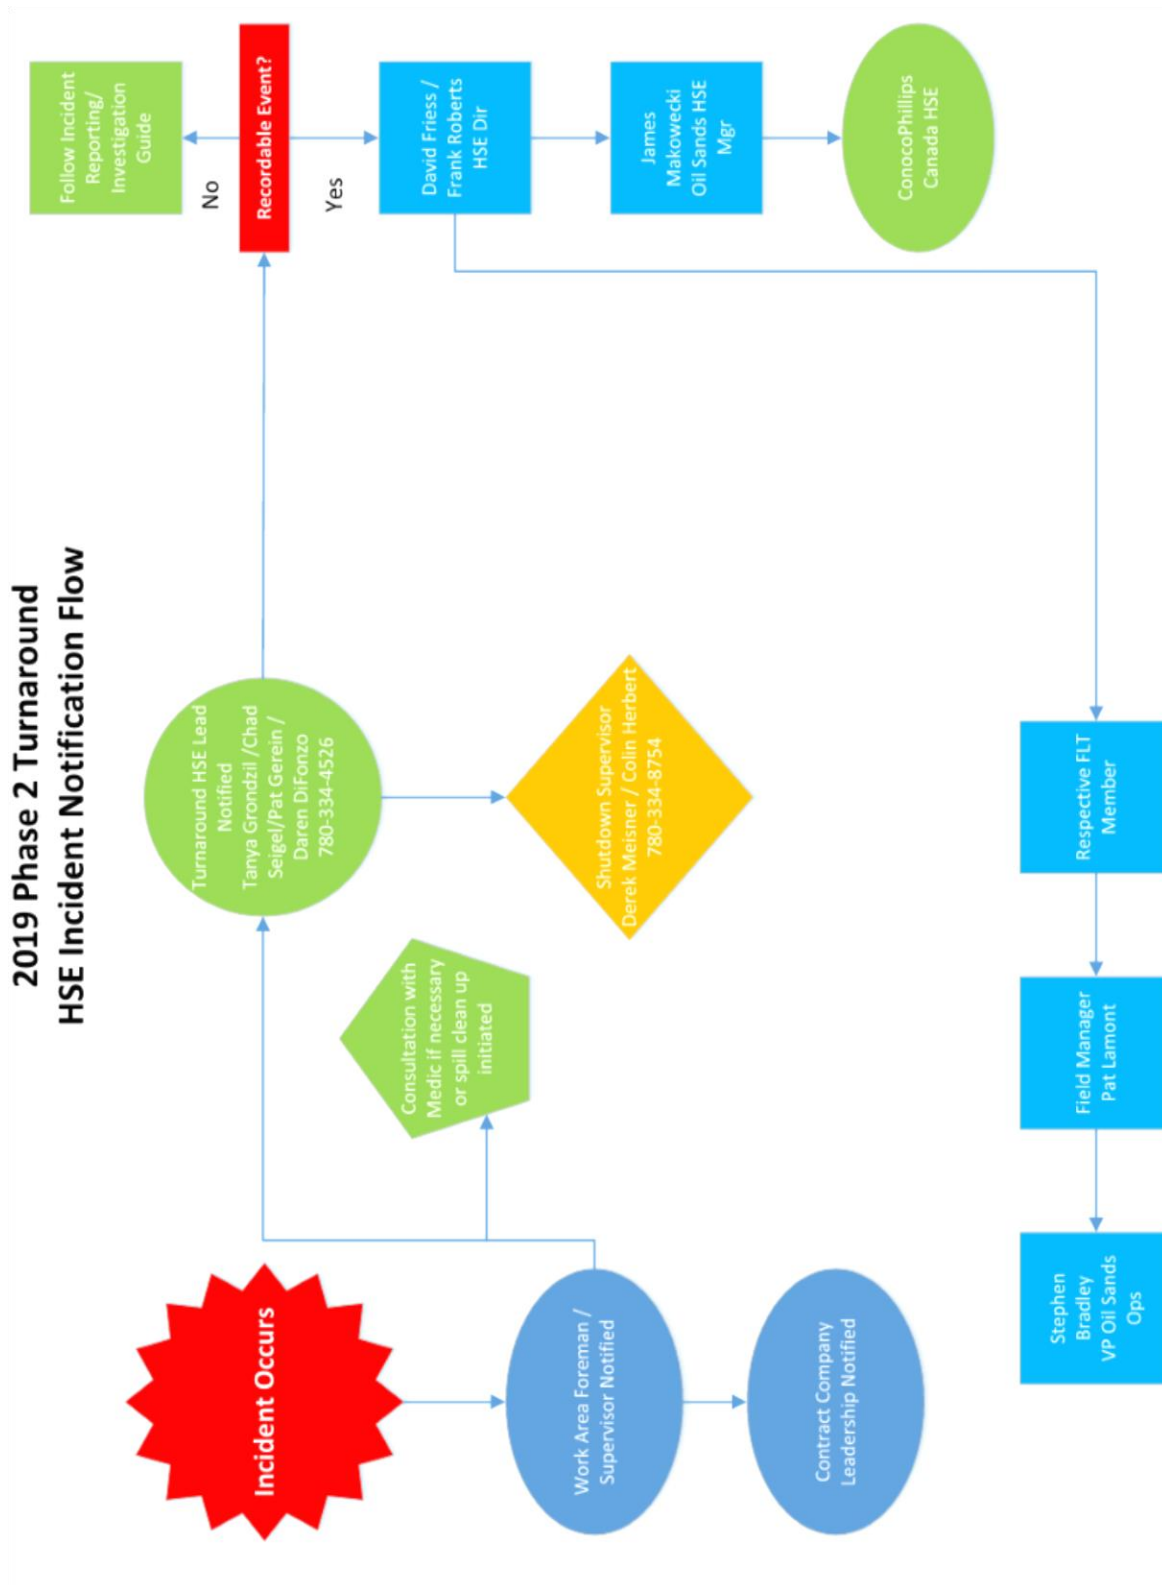 2019 Phase 2 Turnaround
HSE Incident Notification Flow
Incident Occurs
Work Area Foreman /
Supervisor Notified
Contract Company
Leadership Notified
Consultation with
Medic if necessary
or spill clean up
initiated
Turnaround HSE Lead
Notified
Tanya Grondzil /Chad
Seigel/Pat Gerein /
Daren DiFonzo
780-334-4526
Shutdown Supervisor
Derek Meisner / Colin Herbert
780-334-8754
Recordable Event?
No
Follow Incident
Reporting/
Investigation
Guide
Yes
David Friess /
Frank Roberts
HSE Dir
James
Makowecki
Oil Sands HSE
Mgr
ConocoPhillips
Canada HSE
Respective FLT
Member
Field Manager
Pat Lamont
Stephen
Bradley
VP Oil Sands
Ops